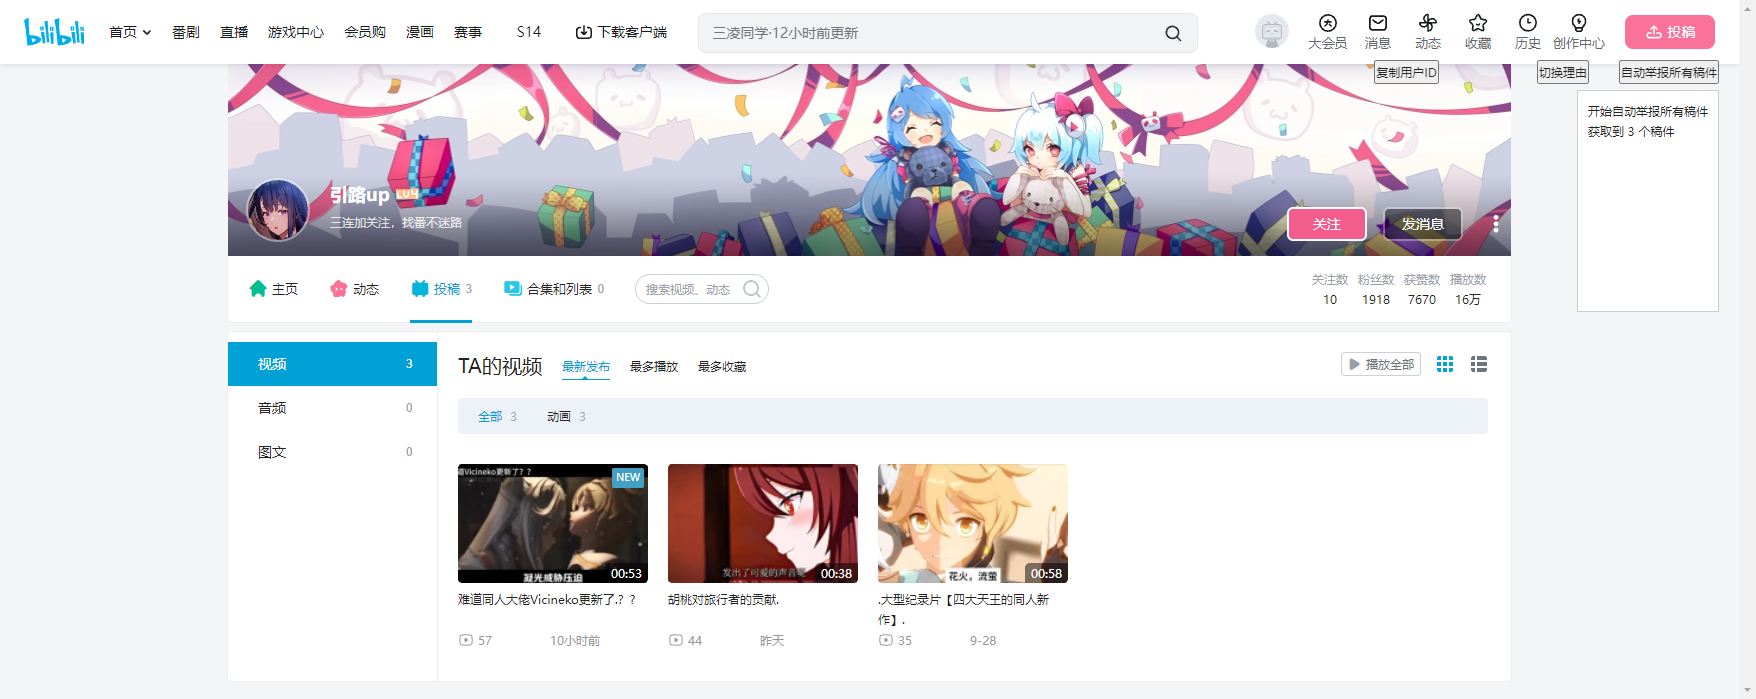 bilibili
首页
番剧
直播
游戏中心
会员购
漫画
赛事
S14
下载客户端
三凌同学·12小时前更新
大会员
消息
动态
收藏
历史
创作中心
投稿
复制用户ID
切换理由
自动举报所有稿件
开始自动举报所有稿件
获取到 3 个稿件
引路up LV4
三连加关注，找番不迷路
关注
发消息
主页
动态
投稿 3
合集和列表 0
搜索视频、动态
关注数 粉丝数 获赞数 播放数
10 1918 7670 16万
视频 3
音频 0
图文 0
TA的视频
最新发布
最多播放
最多收藏
播放全部
全部 3
动画 3
道Vicineko更新了？？
NEW
凝光威胁压迫
00:53
难道同人大佬Vicineko更新了.？？
57
10小时前
发出了可爱的声音呢
00:38
胡桃对旅行者的贡献.
44
昨天
花火，流萤
00:58
.大型纪录片【四大天王的同人新
作】.
35
9-28